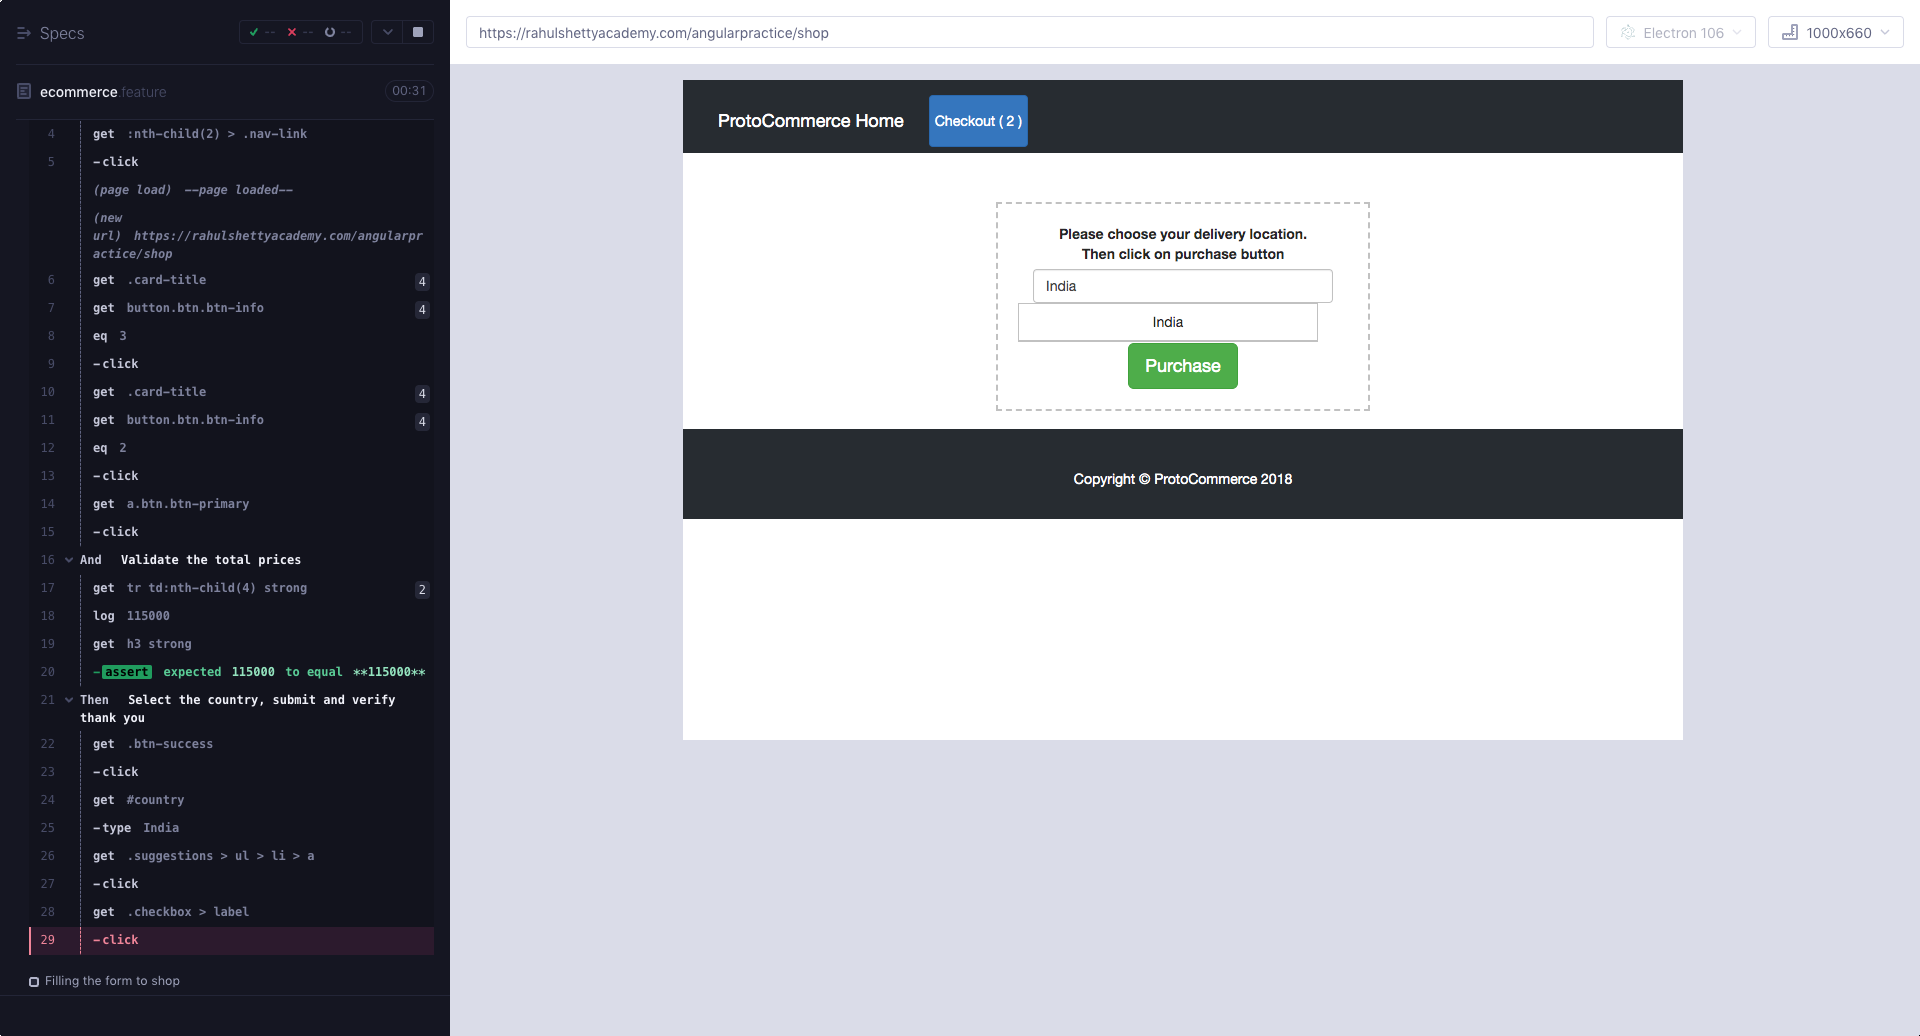 Specs
-- -- --
ecommerce.feature 00:31
4 get :nth-child(2) > .nav-link
5 -click
(page load) --page loaded--
(new
url) https://rahulshettyacademy.com/angularpr
actice/shop
6 get .card-title 4
7 get button.btn.btn-info 4
8 eq 3
9 -click
10 get .card-title 4
11 get button.btn.btn-info 4
12 eq 2
13 -click
14 get a.btn.btn-primary
15 -click
16 And Validate the total prices
17 get tr td:nth-child(4) strong 2
18 log 115000
19 get h3 strong
20 -assert expected 115000 to equal **115000**
21 Then Select the country, submit and verify
thank you
22 get .btn-success
23 -click
24 get #country
25 -type India
26 get .suggestions > ul > li > a
27 -click
28 get .checkbox > label
29 -click
Filling the form to shop
https://rahulshettyacademy.com/angularpractice/shop
Electron 106
1000x660
ProtoCommerce Home
Checkout ( 2 )
Please choose your delivery location.
Then click on purchase button
India
India
Purchase
Copyright © ProtoCommerce 2018